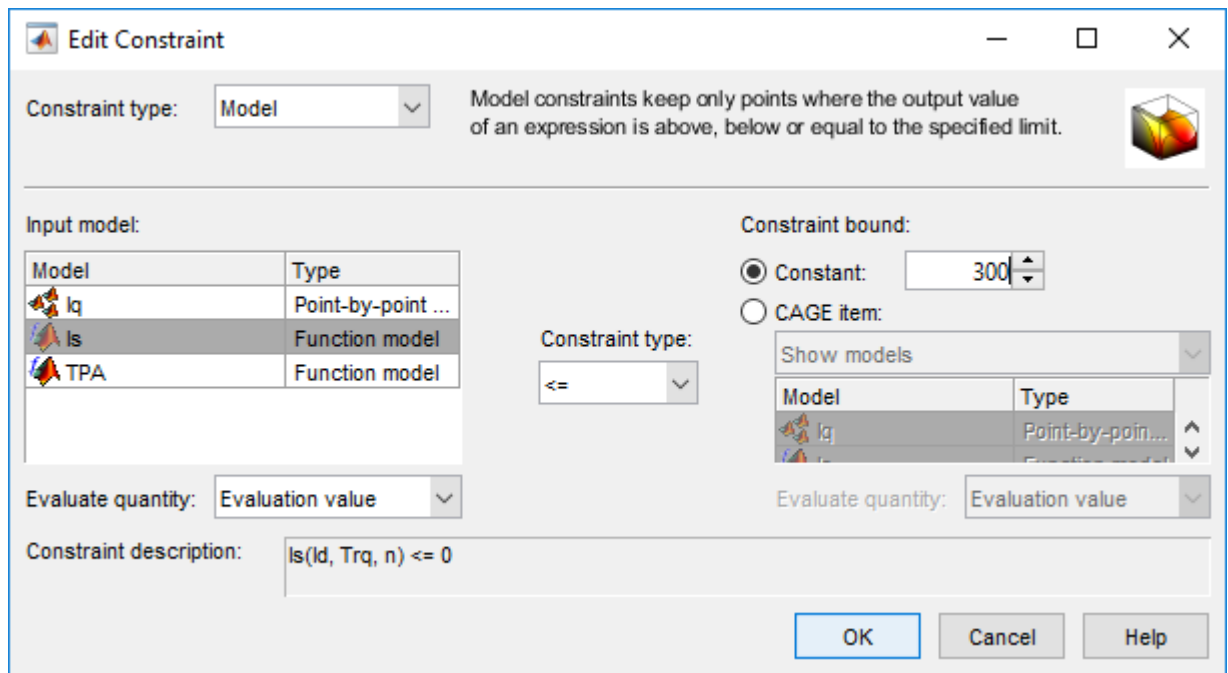 Edit Constraint
Constraint type:
Model
Model constraints keep only points where the output value
of an expression is above, below or equal to the specified limit.
Input model:
Model Type
Iq Point-by-point ...
Is Function model
TPA Function model
Constraint type:
<=
Constraint bound:
Constant: 300
CAGE item:
Show models
Model Type
Iq Point-by-poin...
Is Function model
Evaluate quantity: Evaluation value
Evaluate quantity: Evaluation value
Constraint description: Is(Id, Trq, n) <= 0
OK Cancel Help